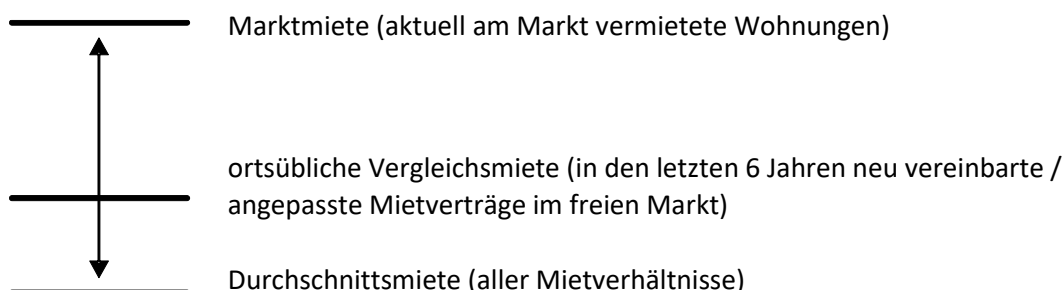 Marktmiete (aktuell am Markt vermietete Wohnungen)
ortsübliche Vergleichsmiete (in den letzten 6 Jahren neu vereinbarte /
angepasste Mietverträge im freien Markt)
Durchschnittsmiete (aller Mietverhältnisse)